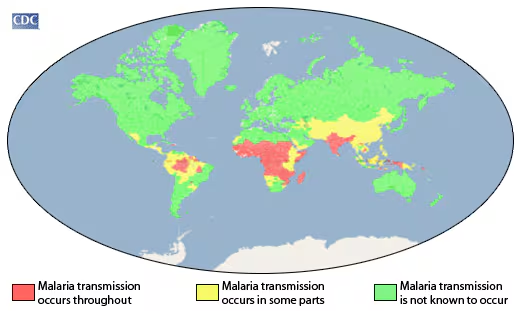 CDC
Malaria transmission
occurs throughout
Malaria transmission
occurs in some parts
Malaria transmission
is not known to occur